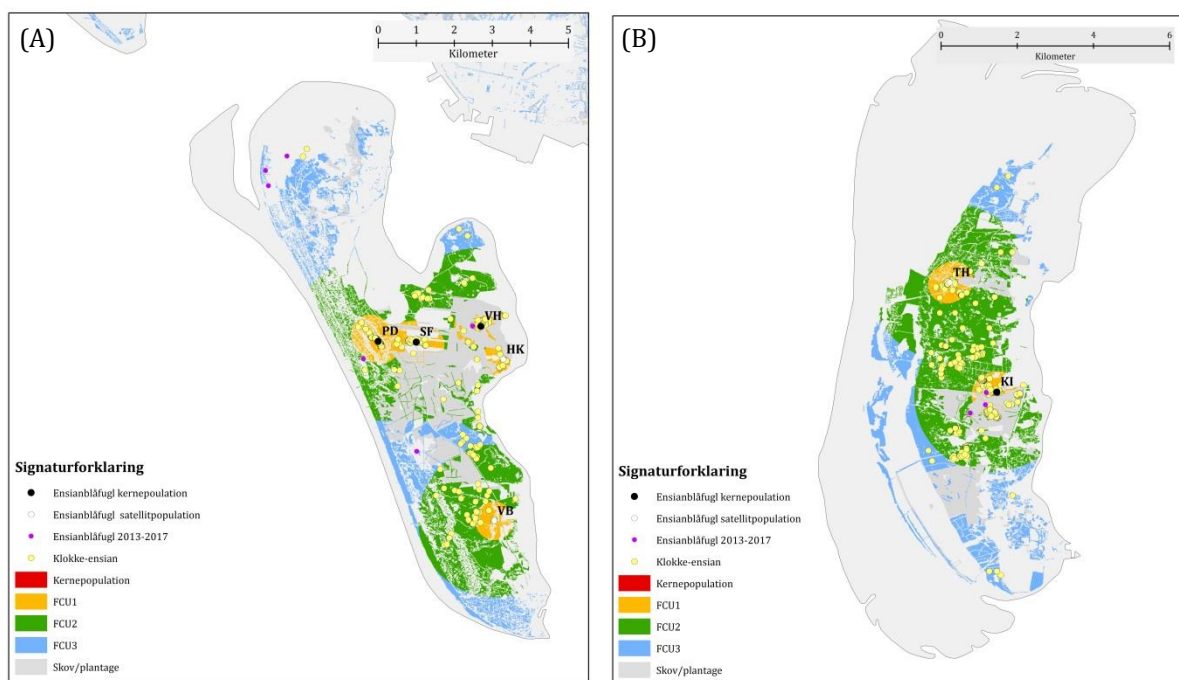 (A)
0 1 2 3 4 5
Kilometer
PD
SF
VH
HK
VB
Signaturforklaring
Ensianblåfugl kernepoulation
Ensianblåfugl satellitpopulation
Ensianblåfugl 2013-2017
Klokke-ensian
Kernepopulation
FCU1
FCU2
FCU3
Skov/plantage
(B)
0 2 4 6
Kilometer
TH
KI
Signaturforklaring
Ensianblåfugl kernepoulation
Ensianblåfugl satellitpopulation
Ensianblåfugl 2013-2017
Klokke-ensian
Kernepopulation
FCU1
FCU2
FCU3
Skov/plantage